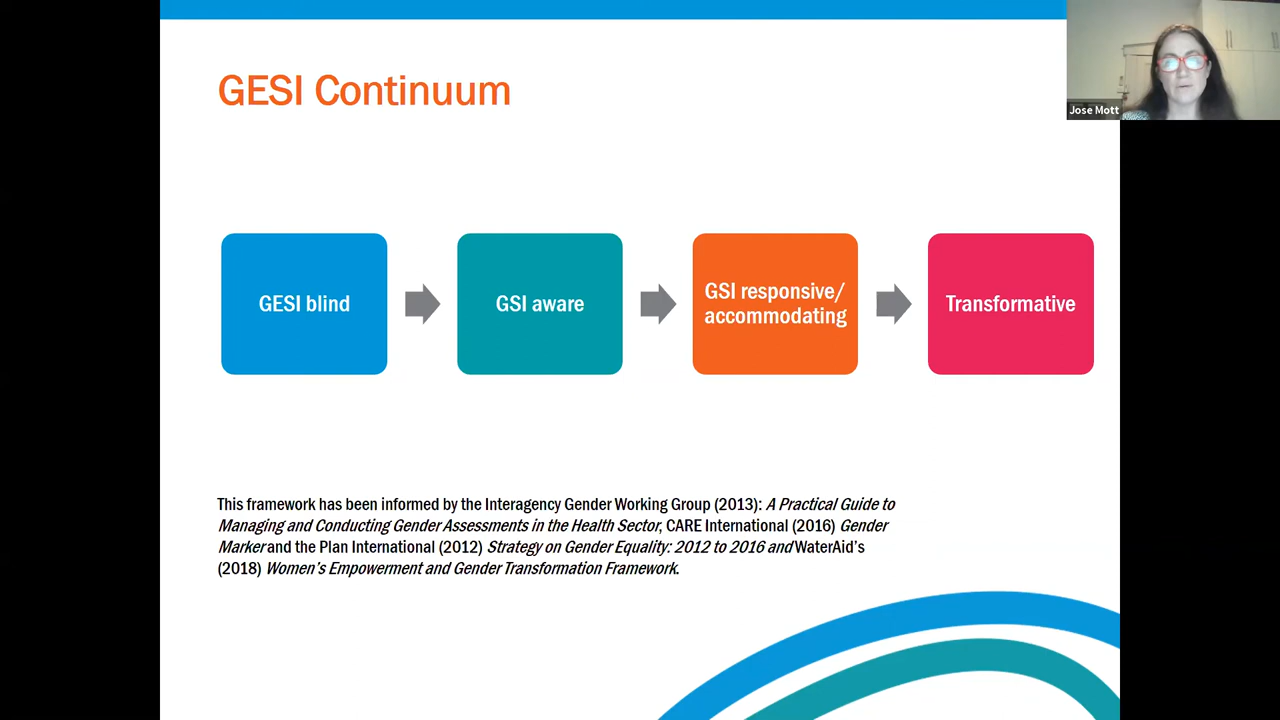 GESI Continuum
Jose Mott
GESI blind
GSI aware
GSI responsive/
accommodating
Transformative
This framework has been informed by the Interagency Gender Working Group (2013): A Practical Guide to
Managing and Conducting Gender Assessments in the Health Sector, CARE International (2016) Gender
Marker and the Plan International (2012) Strategy on Gender Equality: 2012 to 2016 and WaterAid's
(2018) Women's Empowerment and Gender Transformation Framework.